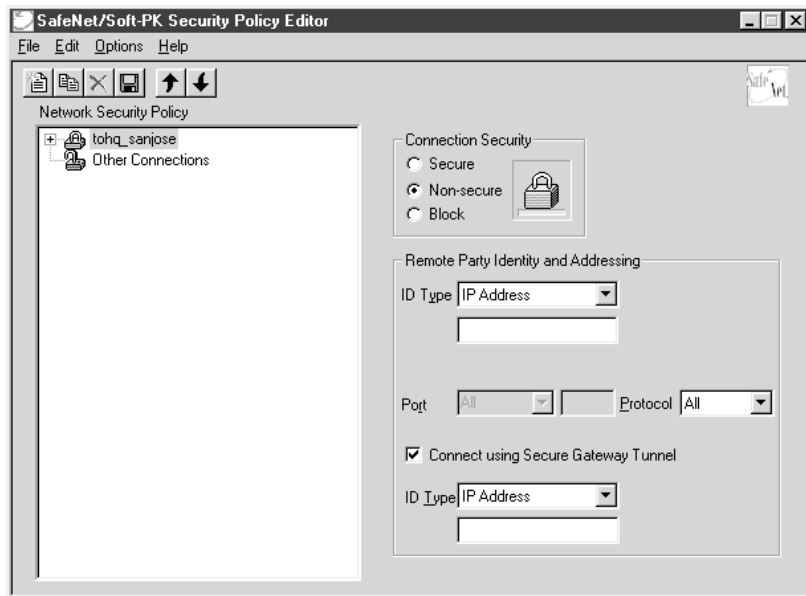 SafeNet/Soft-PK Security Policy Editor
File Edit Options Help
Safe Net.
Network Security Policy
tohq_sanjose
Other Connections
Connection Security
Secure
Non-secure
Block
Remote Party Identity and Addressing
ID Type IP Address
Port All Protocol All
Connect using Secure Gateway Tunnel
ID Type IP Address